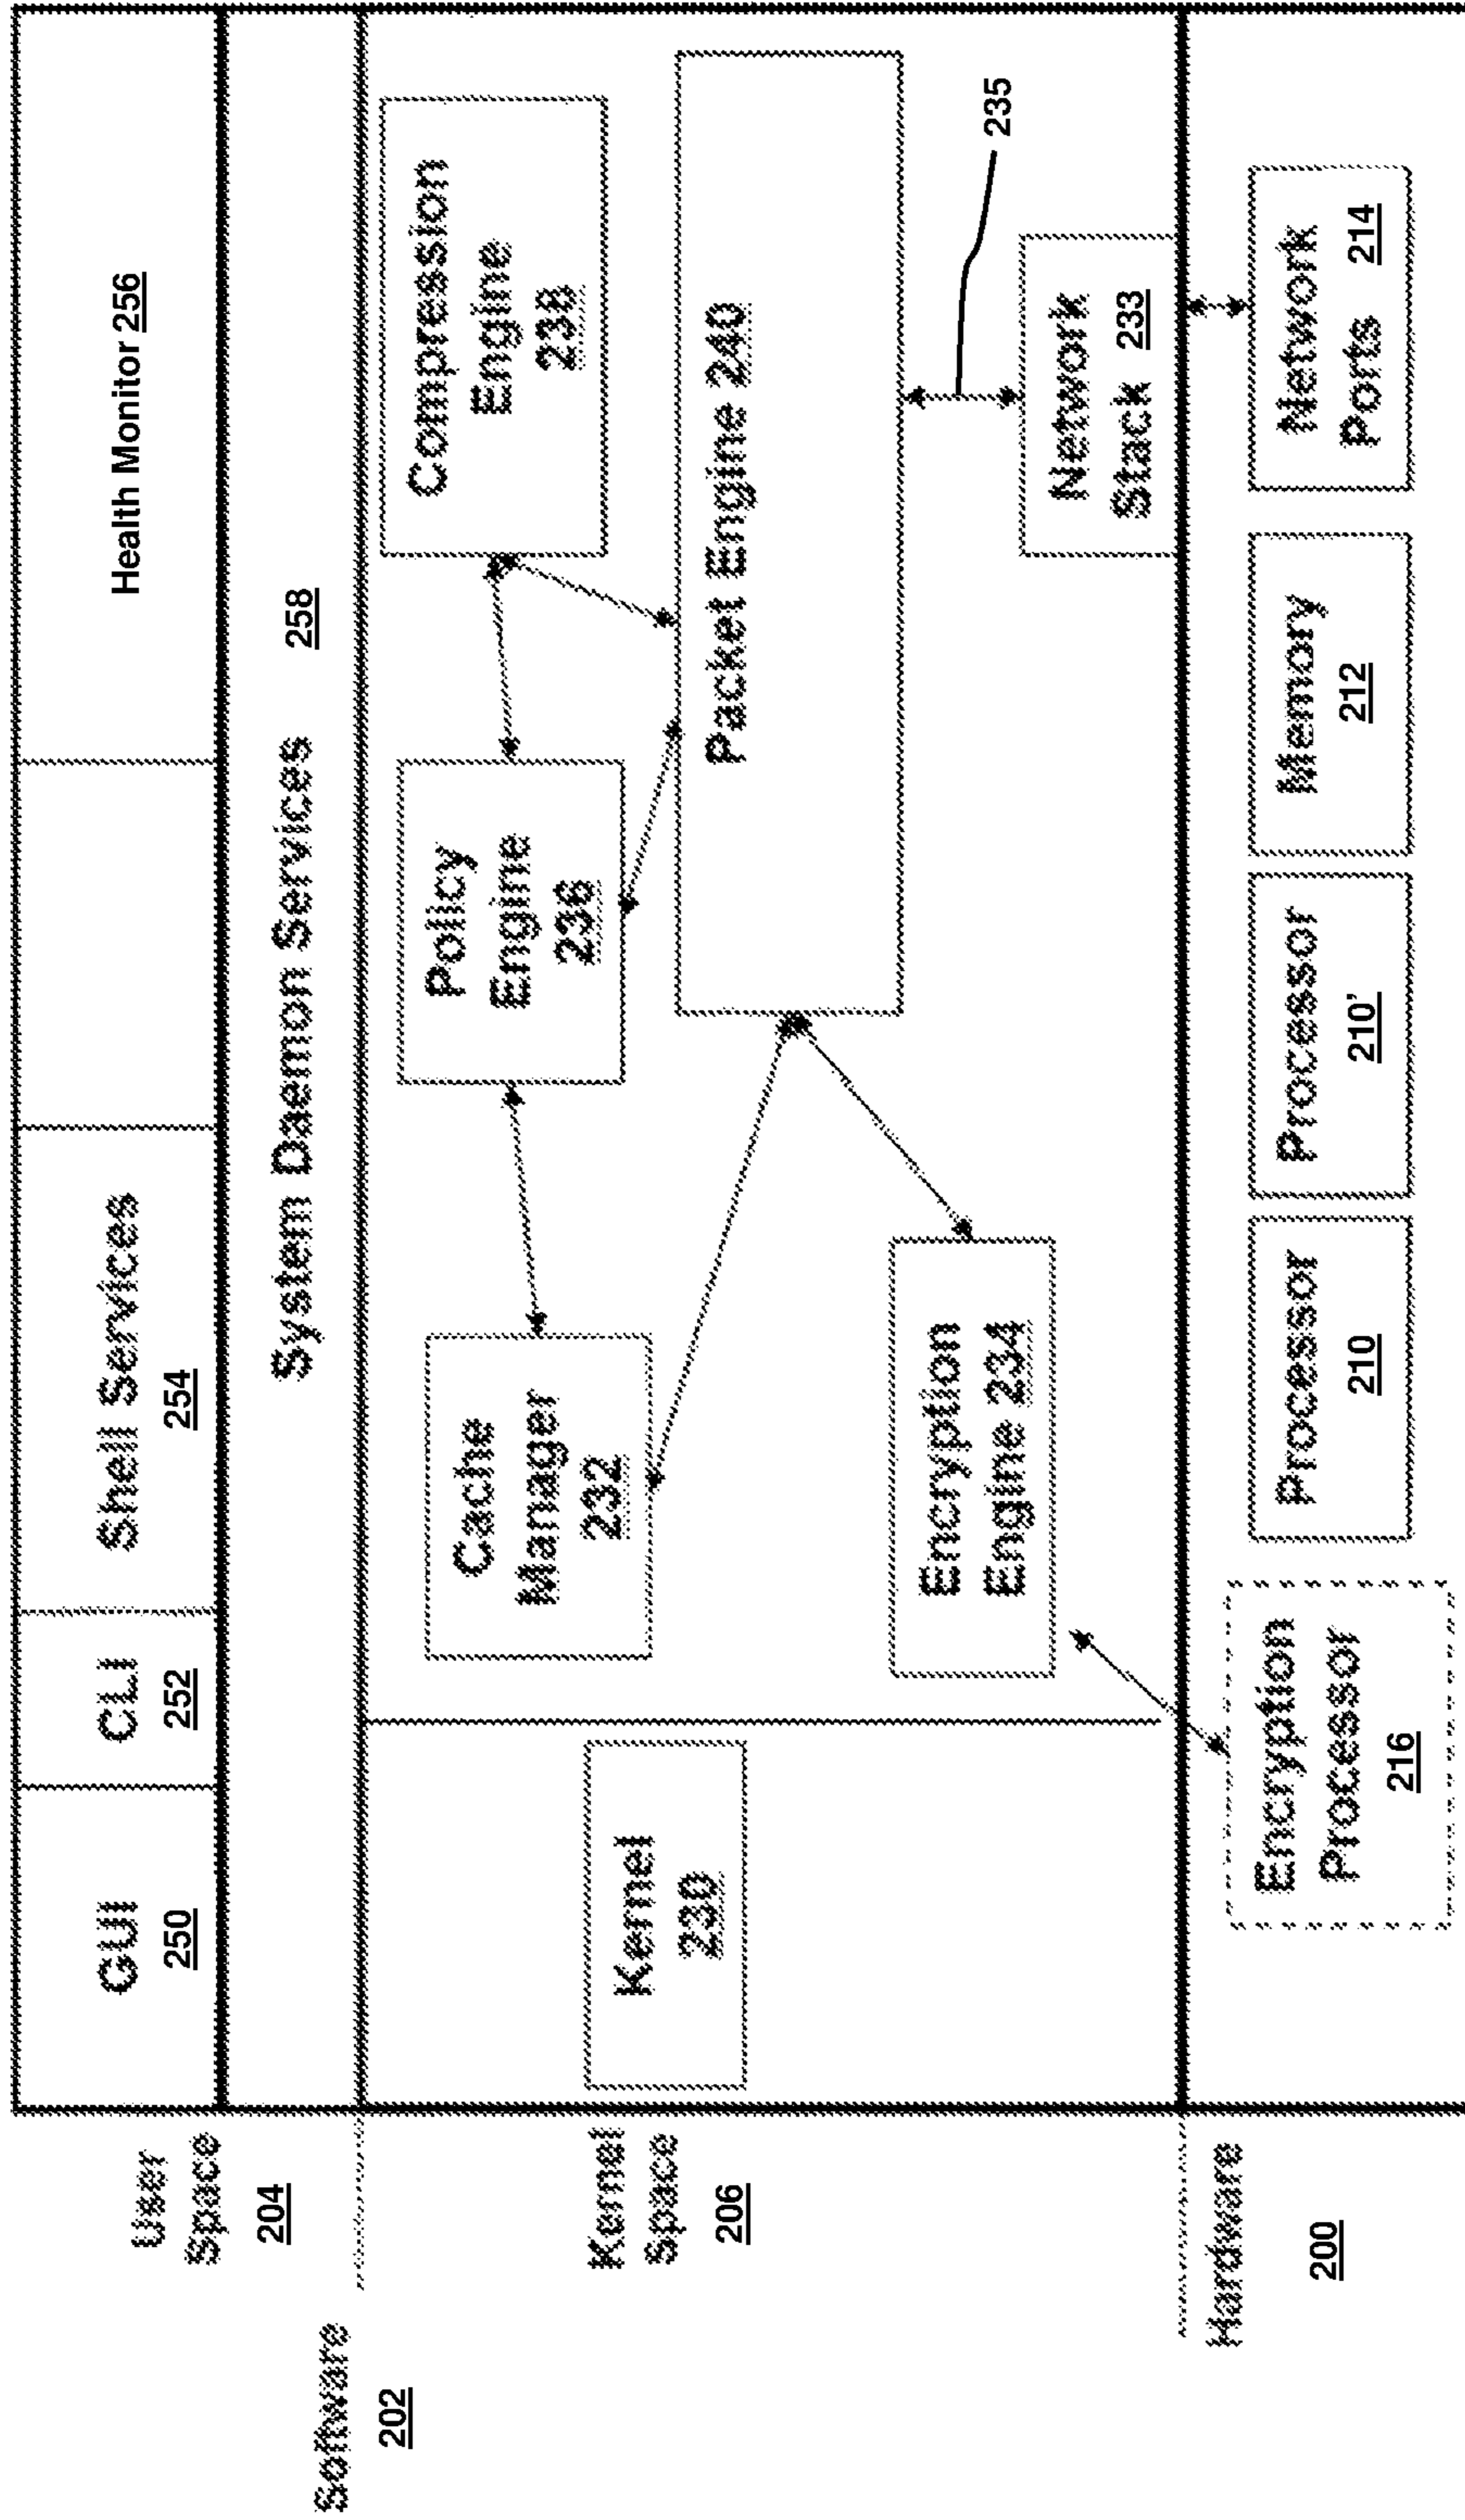 GUI
250
CLI
252
Shell Services
254
Health Monitor 256
User
Space
204
System Daemon Services
258
Software
202
Kernel
Space
206
Kernel
230
Cache
Manager
232
Policy
Engine
236
Compression
Engine
238
Packet Engine 240
Encryption
Engine 234
235
Network
Stack 233
Hardware
200
Encryption
Processor
216
Processor
210
Processor
210'
Memory
212
Network
Ports 214